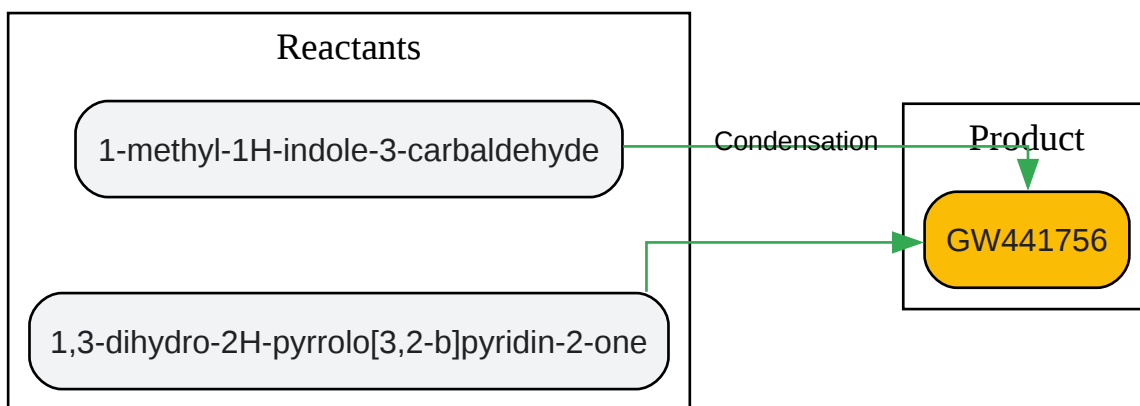 Reactants
1-methyl-1H-indole-3-carbaldehyde
Condensation
Product
GW441756
1,3-dihydro-2H-pyrrolo[3,2-b]pyridin-2-one